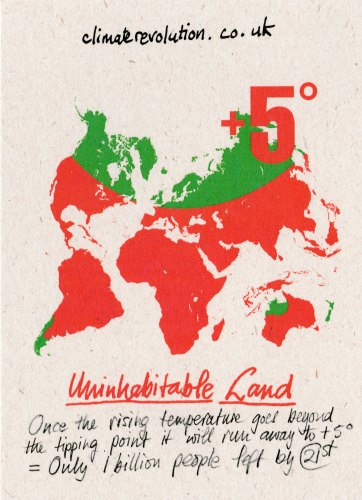 climaterevolution.co.uk
+5°
Uninhabitable Land
Once the rising temperature goes beyond
the tipping point it will run away to +5°
= Only 1 billion people left by 21st